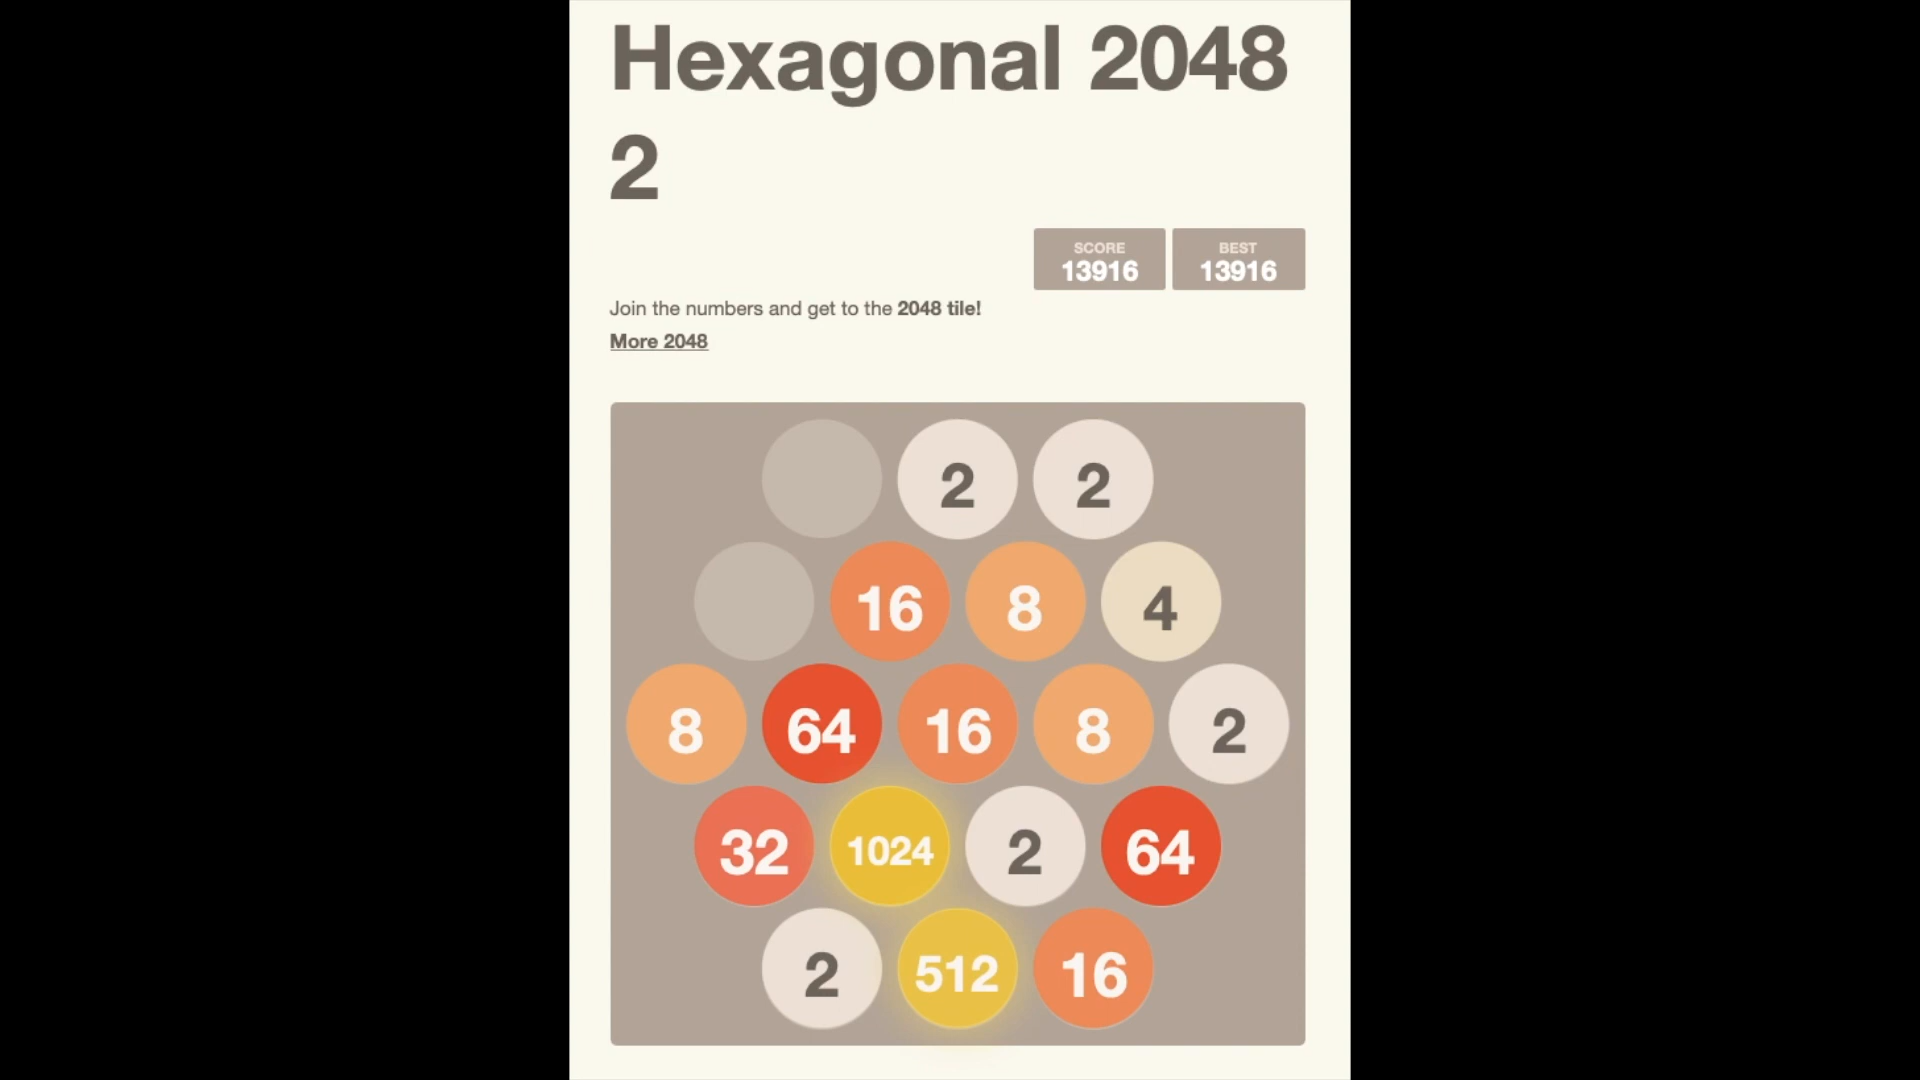 Hexagonal 2048
2
SCORE BEST
13916 13916
Join the numbers and get to the 2048 tile!
More 2048
2 2
16 8 4
8 64 16 8 2
32 1024 2 64
2 512 16